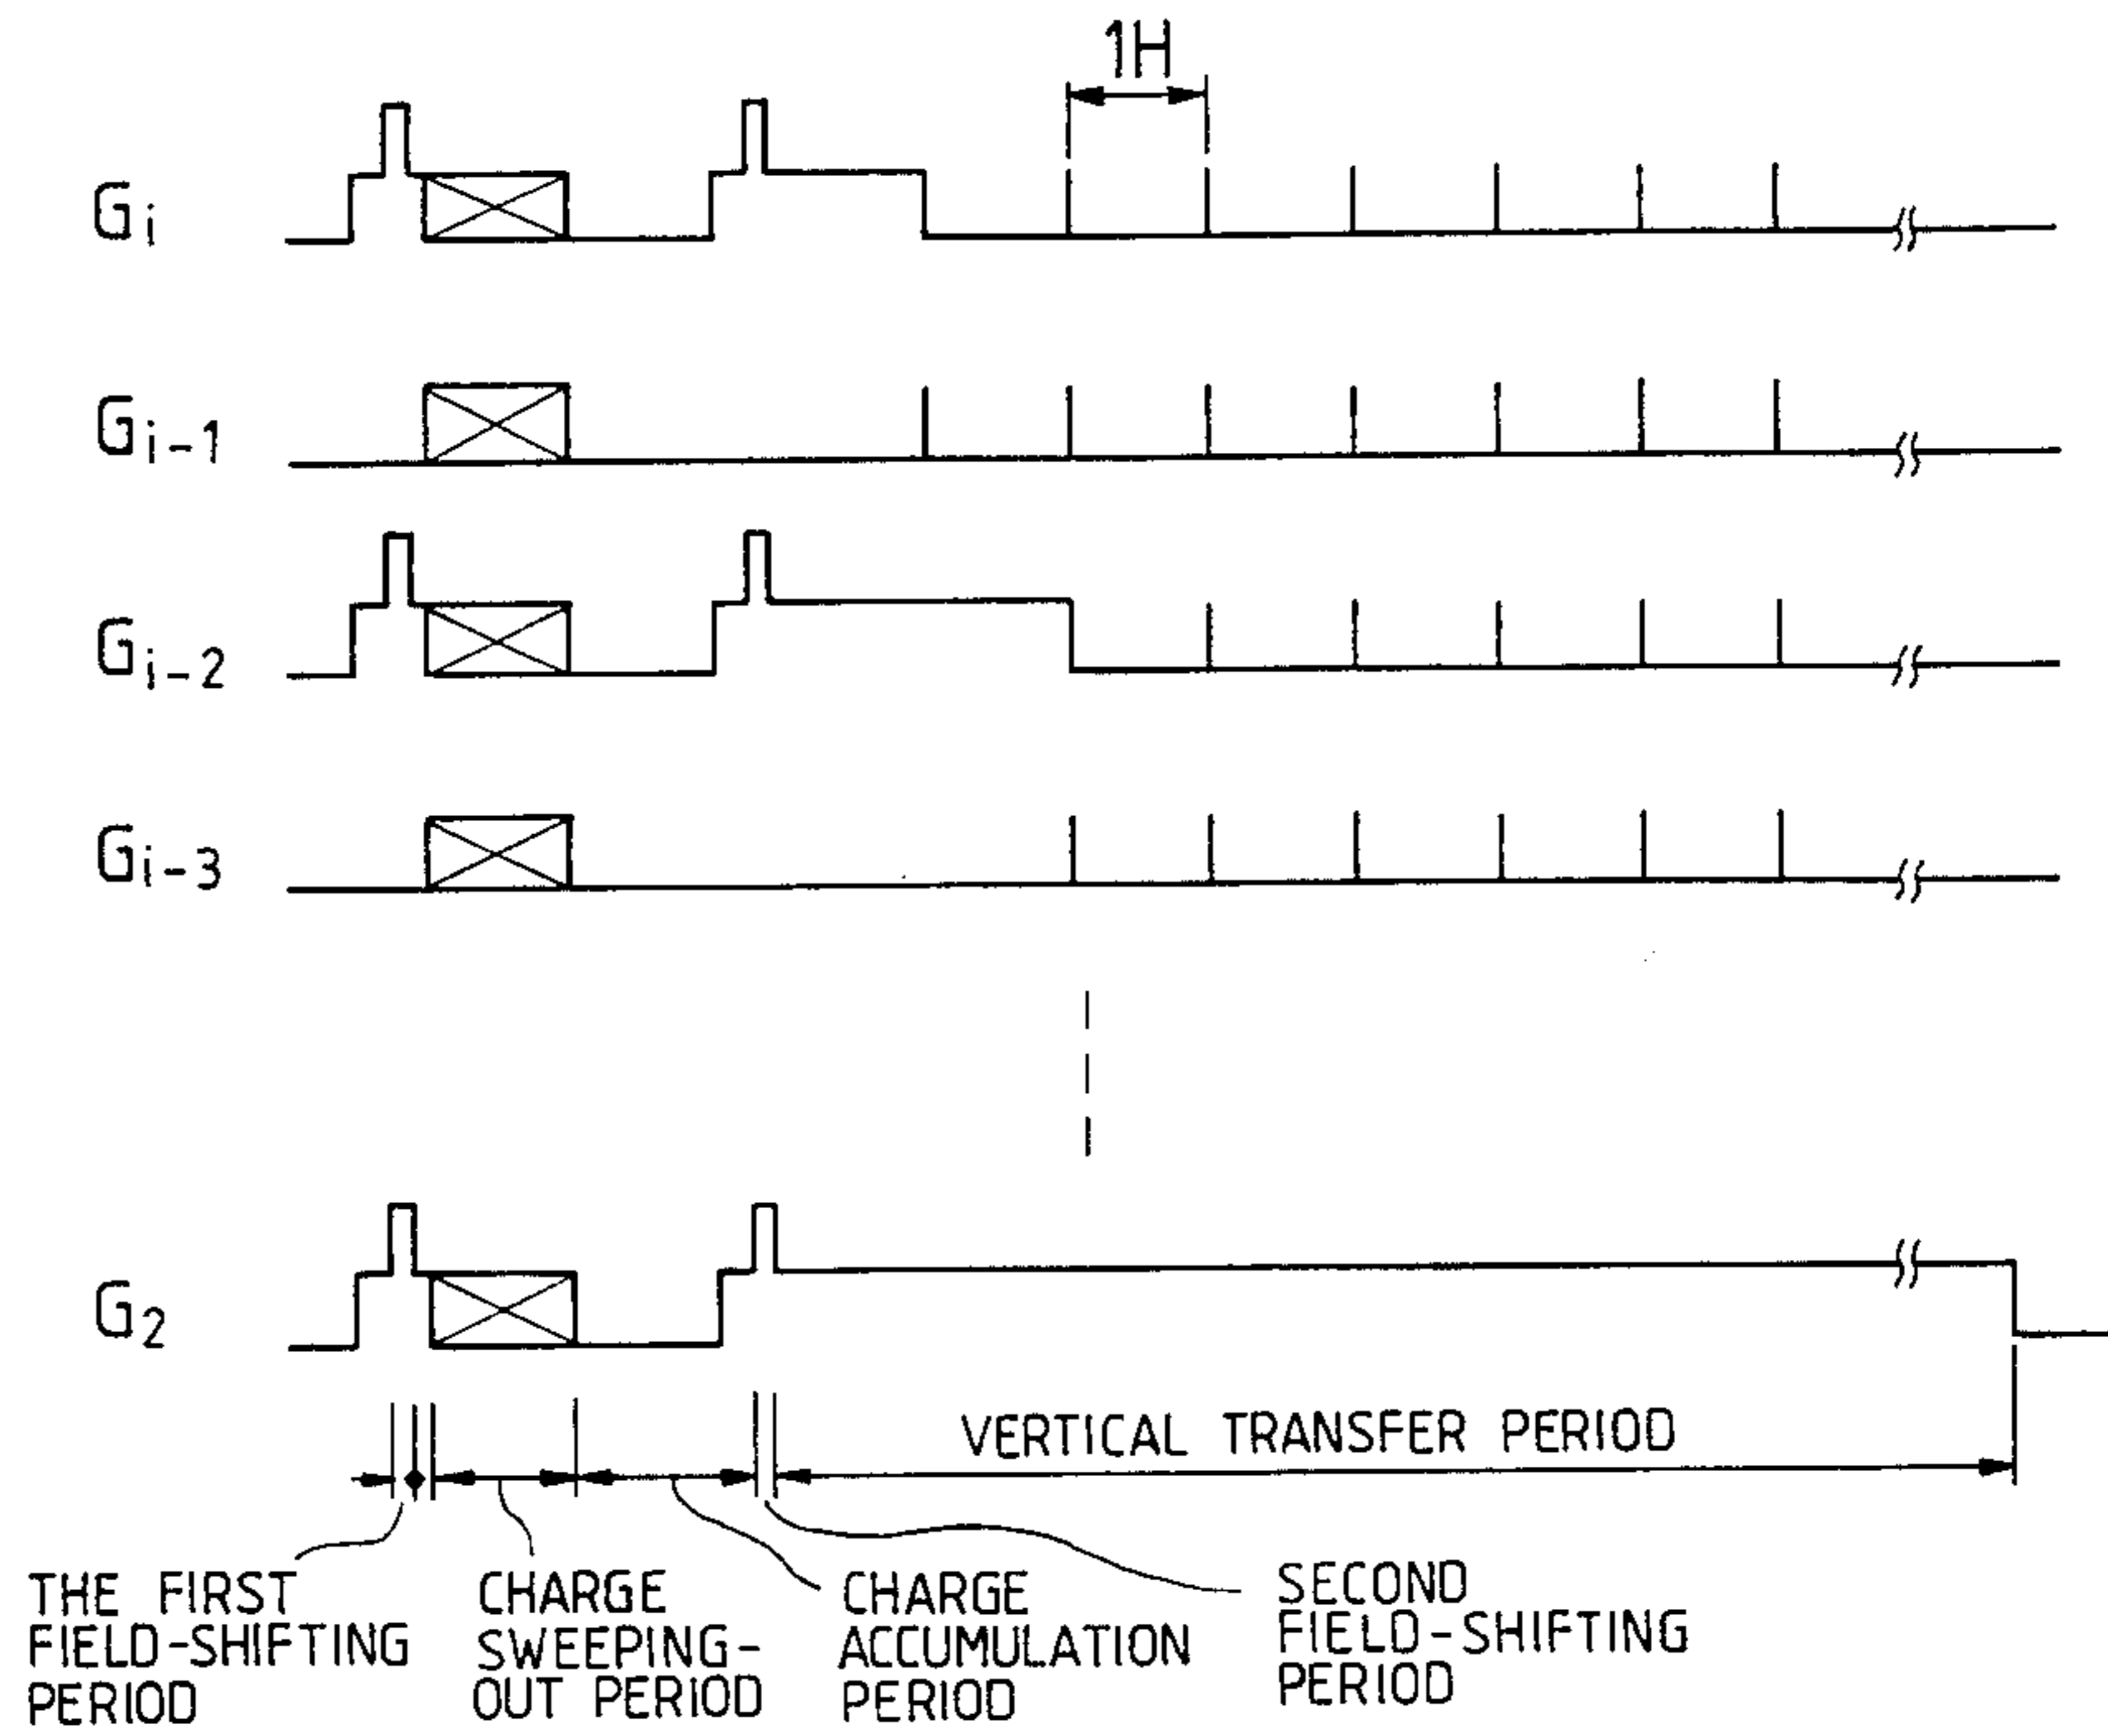 1H
Gi
Gi-1
Gi-2
Gi-3
G2
VERTICAL TRANSFER PERIOD
THE FIRST
FIELD-SHIFTING
PERIOD
CHARGE
SWEEPING-
OUT PERIOD
CHARGE
ACCUMULATION
PERIOD
SECOND
FIELD-SHIFTING
PERIOD